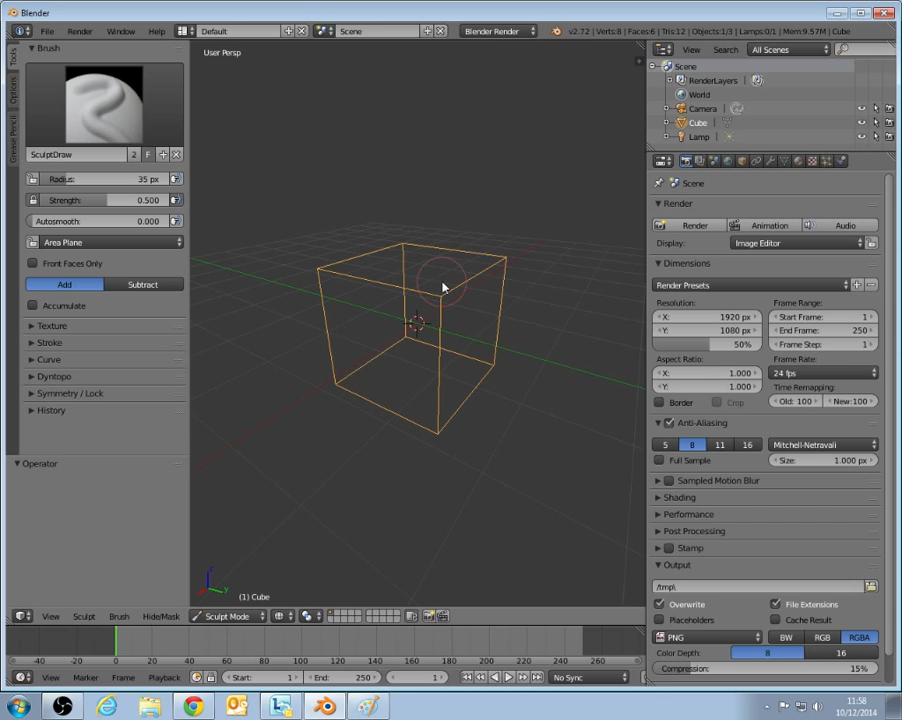 Blender
File Render Window Help Default Scene Blender Render v2.72 | Verts:8 | Faces:6 | Tris:12 | Objects:1/3 | Lamps:0/1 | Mem:9.57M | Cube
Tools
Options
Grease Pencil
Brush
SculptDraw 2 F
Radius: 35 px
Strength: 0.500
Autosmooth: 0.000
Area Plane
Front Faces Only
Add Subtract
Accumulate
Texture
Stroke
Curve
Dyntopo
Symmetry / Lock
History
Operator
User Persp
(1) Cube
View Sculpt Brush Hide/Mask Sculpt Mode
-40 -20 0 20 40 60 80 100 120 140 160 180 200 220 240 260
View Marker Frame Playback Start: 1 End: 250 1 No Sync
View Search All Scenes
Scene
RenderLayers
World
Camera
Cube
Lamp
Scene
Render
Render Animation Audio
Display: Image Editor
Dimensions
Render Presets
Resolution: Frame Range:
X: 1920 px Start Frame: 1
Y: 1080 px End Frame: 250
50% Frame Step: 1
Aspect Ratio: Frame Rate:
X: 1.000 24 fps
Y: 1.000 Time Remapping:
Border Crop Old: 100 New:100
Anti-Aliasing
5 8 11 16 Mitchell-Netravali
Full Sample Size: 1.000 px
Sampled Motion Blur
Shading
Performance
Post Processing
Stamp
Output
/tmp\
Overwrite File Extensions
Placeholders Cache Result
PNG BW RGB RGBA
Color Depth: 8 16
Compression: 15%
11:58
10/12/2014